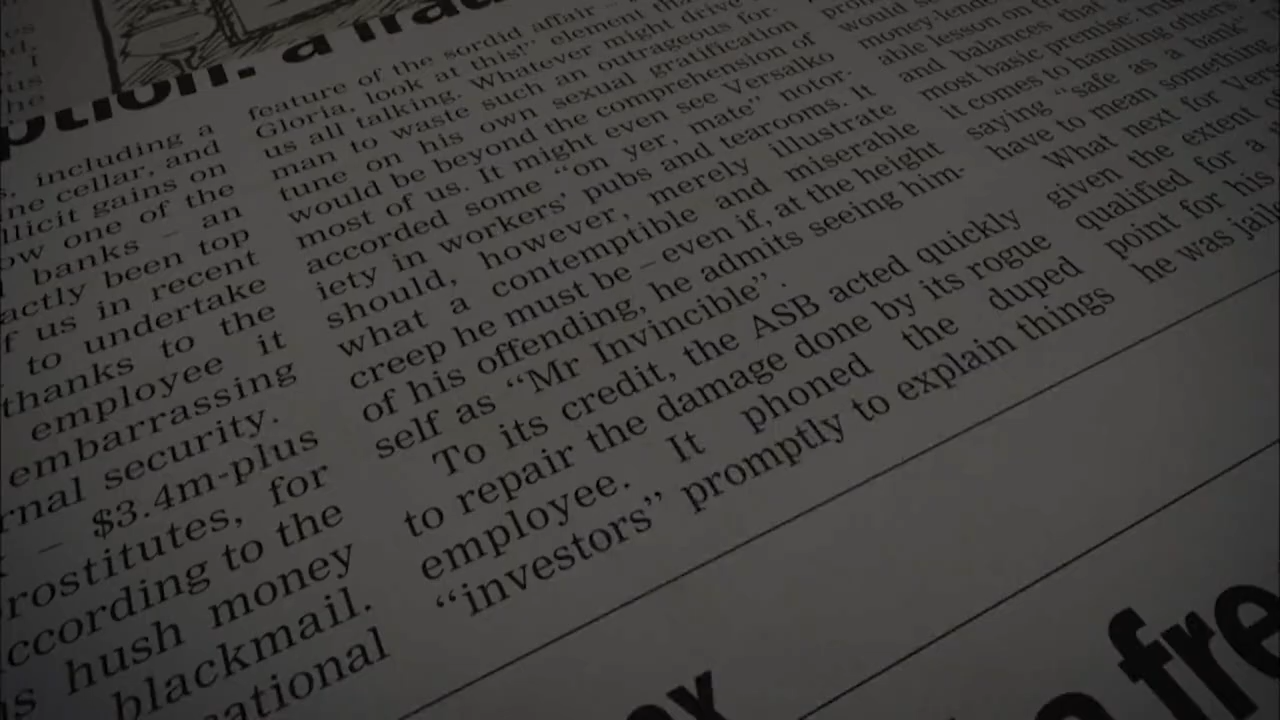 ption: a frau
s, including a
ne cellar, and
llicit gains on
ow one of the
banks – an
actly been top
f us in recent
to undertake
thanks to the
employee it
embarrassing
rnal security.
– $3.4m-plus
rostitutes, for
ccording to the
s hush money
blackmail.
ational
feature of the sordid affair –
Gloria, look at this!" element
us all talking. Whatever might drive
man to waste such an outrageous for-
tune on his own sexual gratification
would be beyond the comprehension of
most of us. It might even see Versalko
accorded some "on yer, mate" notor-
iety in workers' pubs and tearooms. It
should, however, merely illustrate
what a contemptible and miserable
creep he must be – even if, at the height
of his offending, he admits seeing him-
self as "Mr Invincible".
To its credit, the ASB acted quickly
to repair the damage done by its rogue
employee. It phoned the duped
"investors" promptly to explain things
would
money-lend
able lesson on th
and balances that
most basic premise:
it comes to handling others'
saying "safe as a bank"
have to mean something.
What next for Vers
given the extent o
qualified for a
point for his
he was jail
ex
fre